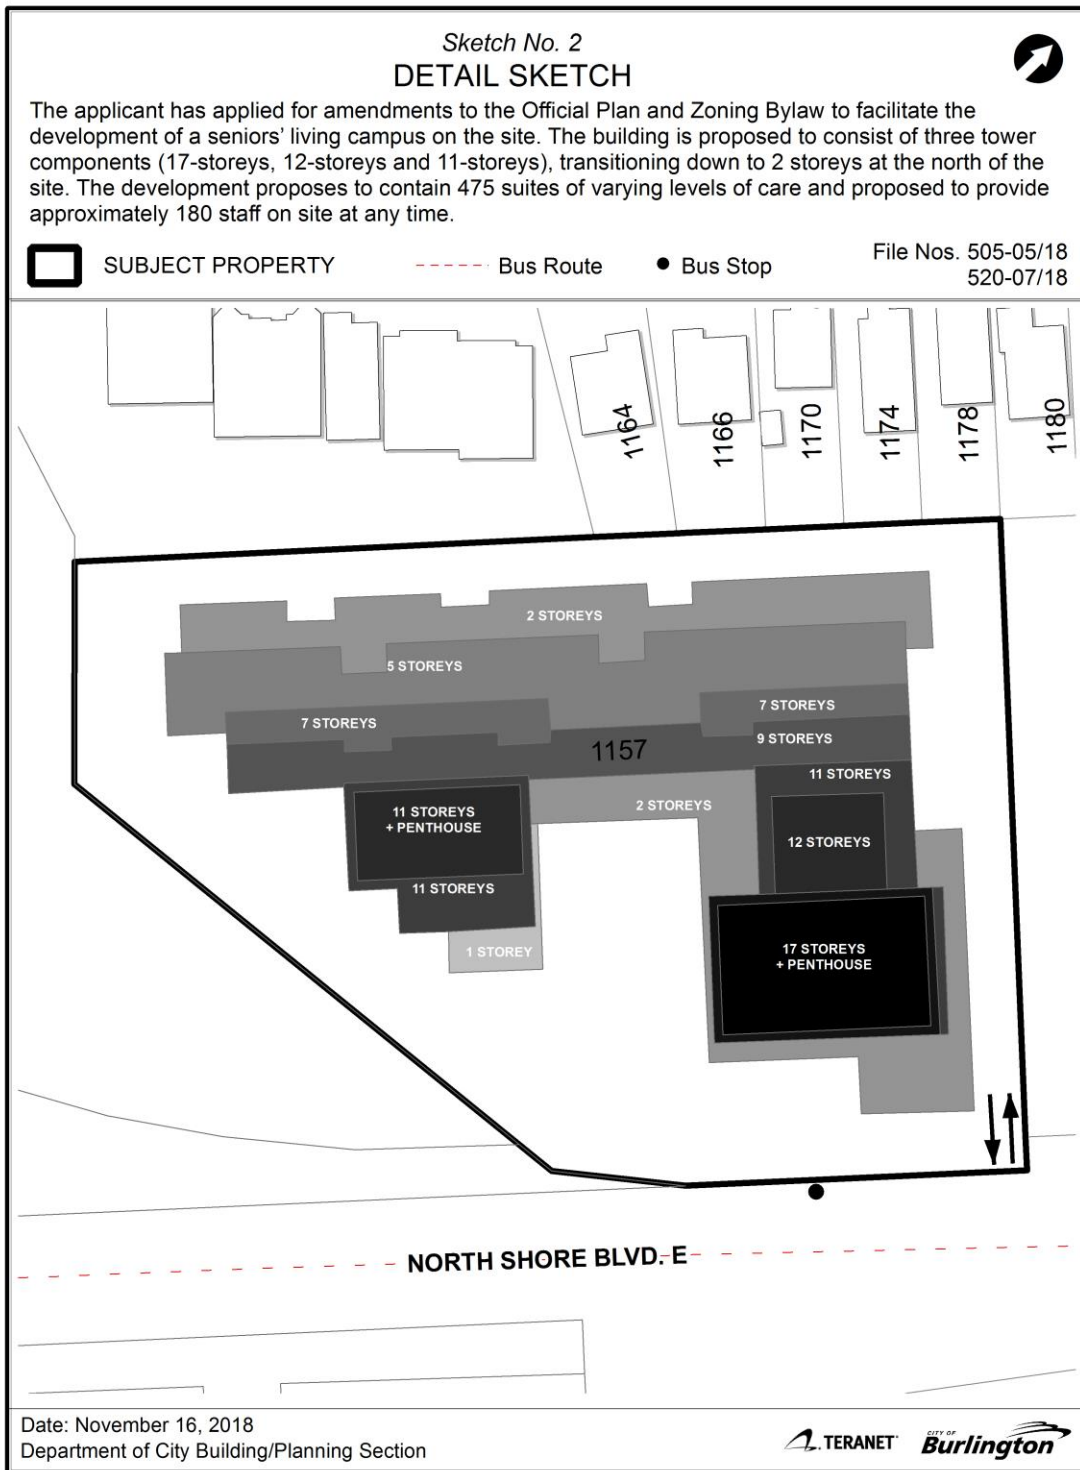 Sketch No. 2
DETAIL SKETCH
The applicant has applied for amendments to the Official Plan and Zoning Bylaw to facilitate the
development of a seniors' living campus on the site. The building is proposed to consist of three tower
components (17-storeys, 12-storeys and 11-storeys), transitioning down to 2 storeys at the north of the
site. The development proposes to contain 475 suites of varying levels of care and proposed to provide
approximately 180 staff on site at any time.
SUBJECT PROPERTY
Bus Route
Bus Stop
File Nos. 505-05/18
520-07/18
1164
1166
1170
1174
1178
1180
2 STOREYS
5 STOREYS
7 STOREYS
7 STOREYS
9 STOREYS
1157
11 STOREYS
2 STOREYS
11 STOREYS
+ PENTHOUSE
12 STOREYS
11 STOREYS
1 STOREY
17 STOREYS
+ PENTHOUSE
NORTH SHORE BLVD. E
Date: November 16, 2018
Department of City Building/Planning Section
TERANET
CITY OF
Burlington